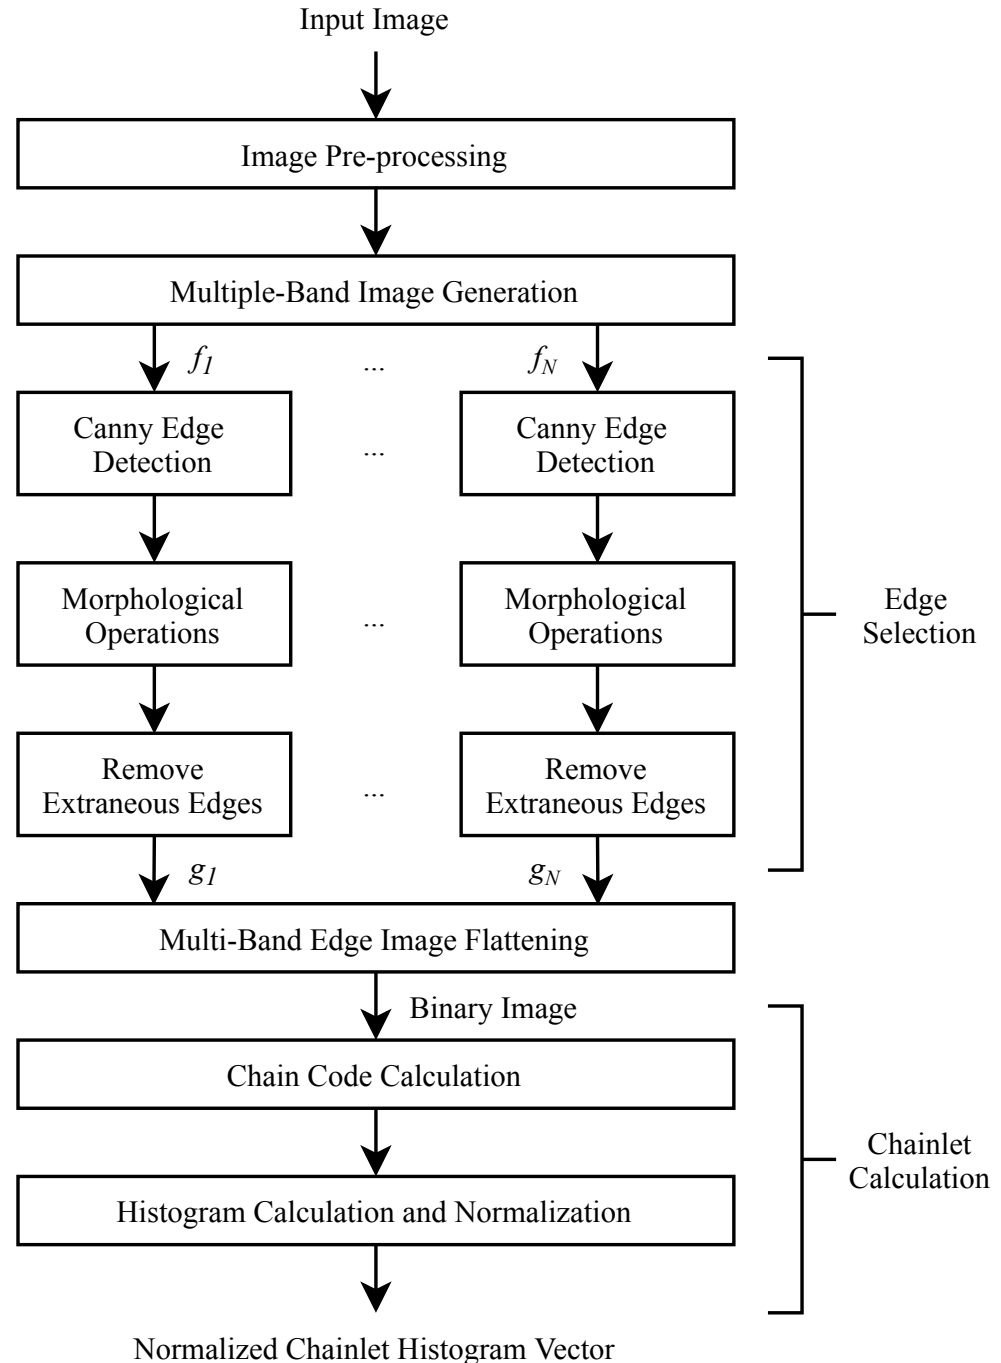 Input Image
Image Pre-processing
Multiple-Band Image Generation
f1 ... fN
Canny Edge
Detection
...
Canny Edge
Detection
Morphological
Operations
...
Morphological
Operations
Remove
Extraneous Edges
...
Remove
Extraneous Edges
Edge
Selection
g1 gN
Multi-Band Edge Image Flattening
Binary Image
Chain Code Calculation
Histogram Calculation and Normalization
Chainlet
Calculation
Normalized Chainlet Histogram Vector